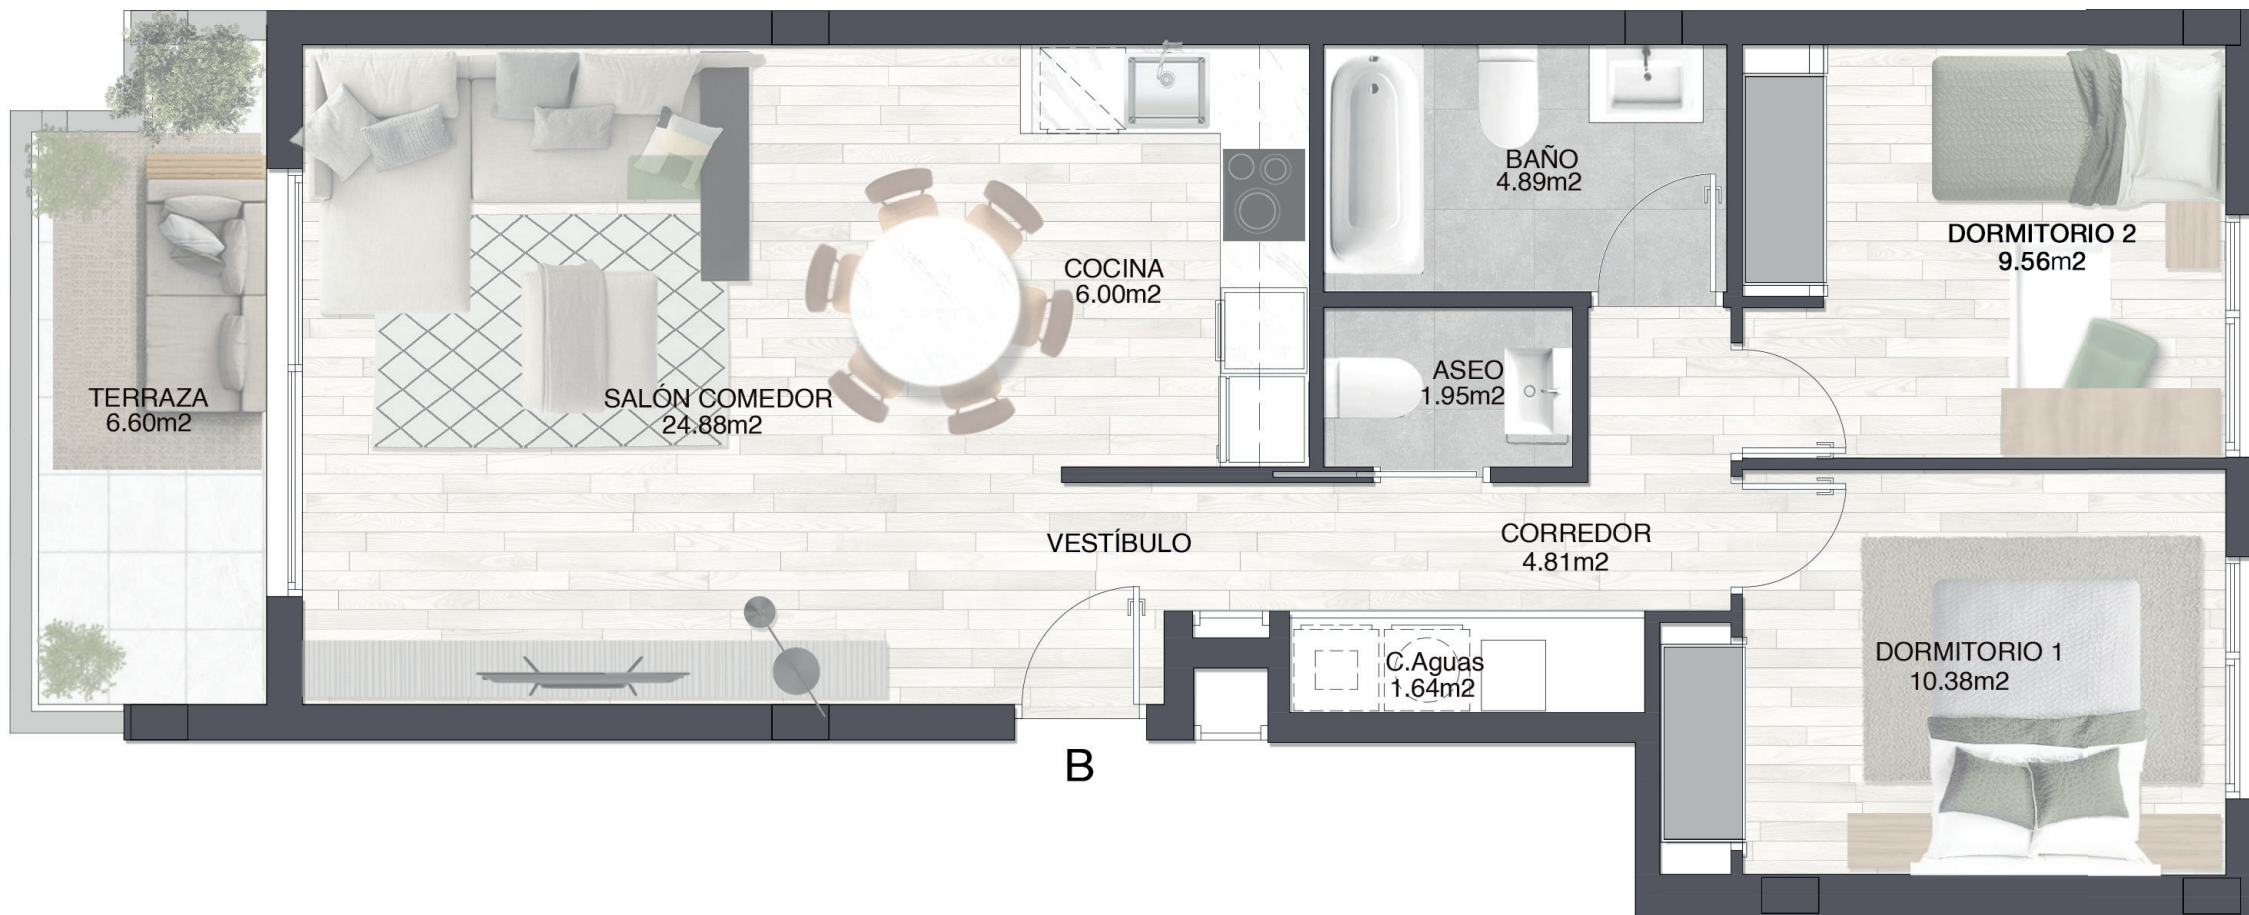 BAÑO
4.89m2
DORMITORIO 2
9.56m2
COCINA
6.00m2
ASEO
1.95m2
TERRAZA
6.60m2
SALÓN COMEDOR
24.88m2
VESTÍBULO
CORREDOR
4.81m2
C.Aguas
1.64m2
DORMITORIO 1
10.38m2
B